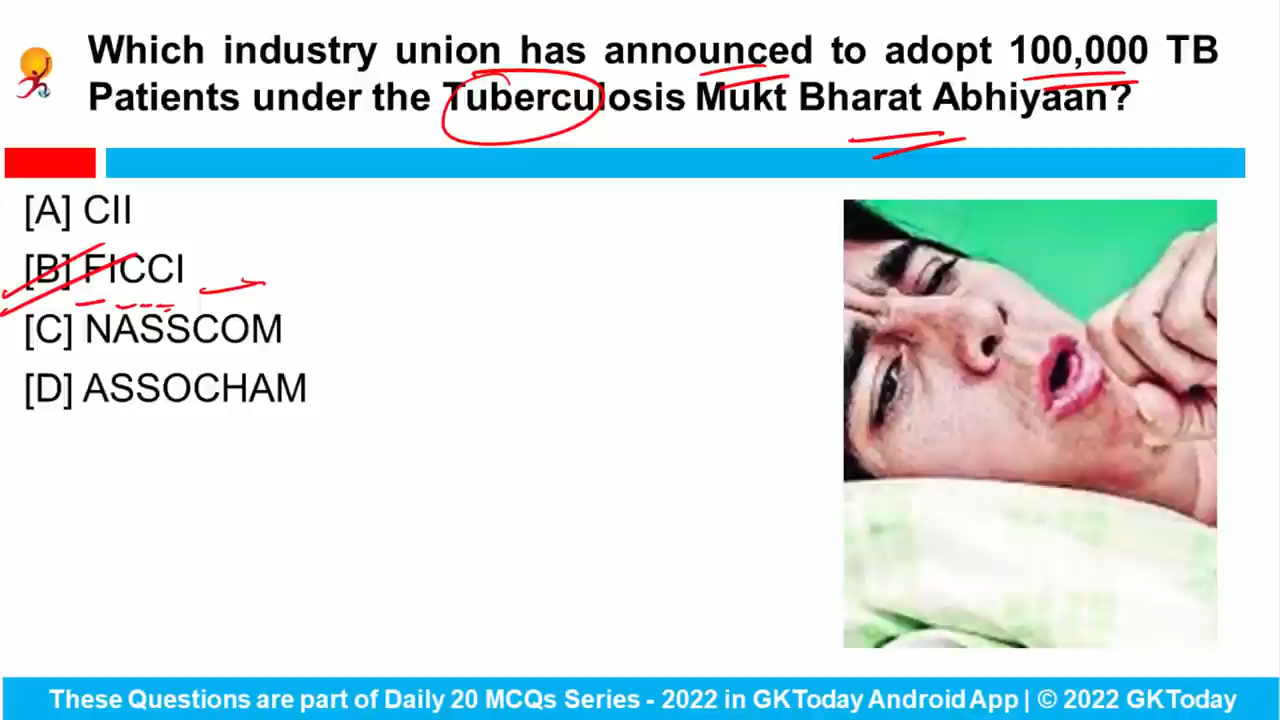 Which industry union has announced to adopt 100,000 TB
Patients under the Tuberculosis Mukt Bharat Abhiyaan?
[A] CII
[B] FICCI
[C] NASSCOM
[D] ASSOCHAM
These Questions are part of Daily 20 MCQs Series - 2022 in GKToday Android App | © 2022 GKToday